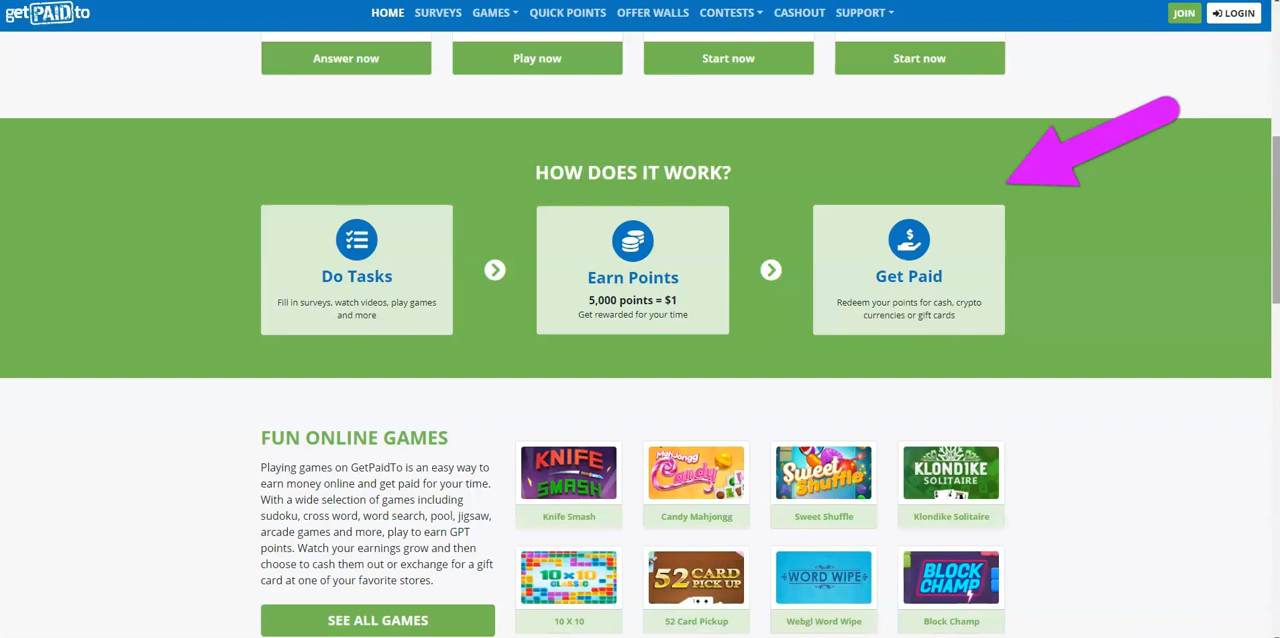 getPAIDto
HOME SURVEYS GAMES QUICK POINTS OFFER WALLS CONTESTS CASHOUT SUPPORT
JOIN LOGIN
Answer now
Play now
Start now
Start now
HOW DOES IT WORK?
Do Tasks
Fill in surveys, watch videos, play games
and more
Earn Points
5,000 points = $1
Get rewarded for your time
Get Paid
Redeem your points for cash, crypto
currencies or gift cards
FUN ONLINE GAMES
Playing games on GetPaidTo is an easy way to
earn money online and get paid for your time.
With a wide selection of games including
sudoku, cross word, word search, pool, jigsaw,
arcade games and more, play to earn GPT
points. Watch your earnings grow and then
choose to cash them out or exchange for a gift
card at one of your favorite stores.
SEE ALL GAMES
KNIFE
SMASH
Knife Smash
MahJongg
Candy
Candy Mahjongg
Sweet
Shuffle
Sweet Shuffle
KLONDIKE
SOLITAIRE
Klondike Solitaire
10x10
CLASSIC
10 X 10
52 CARD
PICK UP
52 Card Pickup
WORD WIPE
Webgl Word Wipe
BLOCK
CHAMP
Block Champ